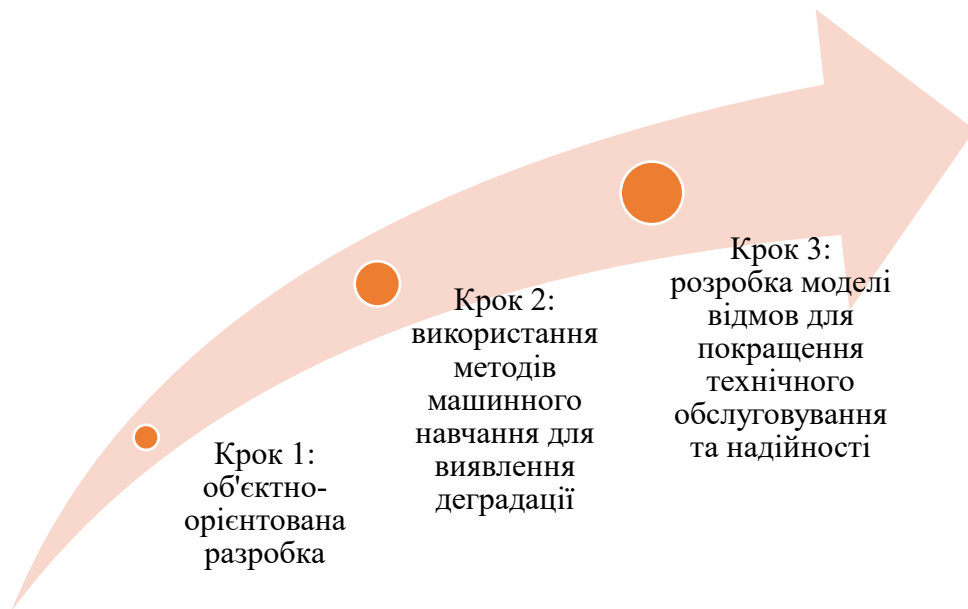 Крок 1:
об'єктно-
орієнтована
разробка
Крок 2:
використання
методів
машинного
навчання для
виявлення
деградації
Крок 3:
розробка моделі
відмов для
покращення
технічного
обслуговування
та надійності